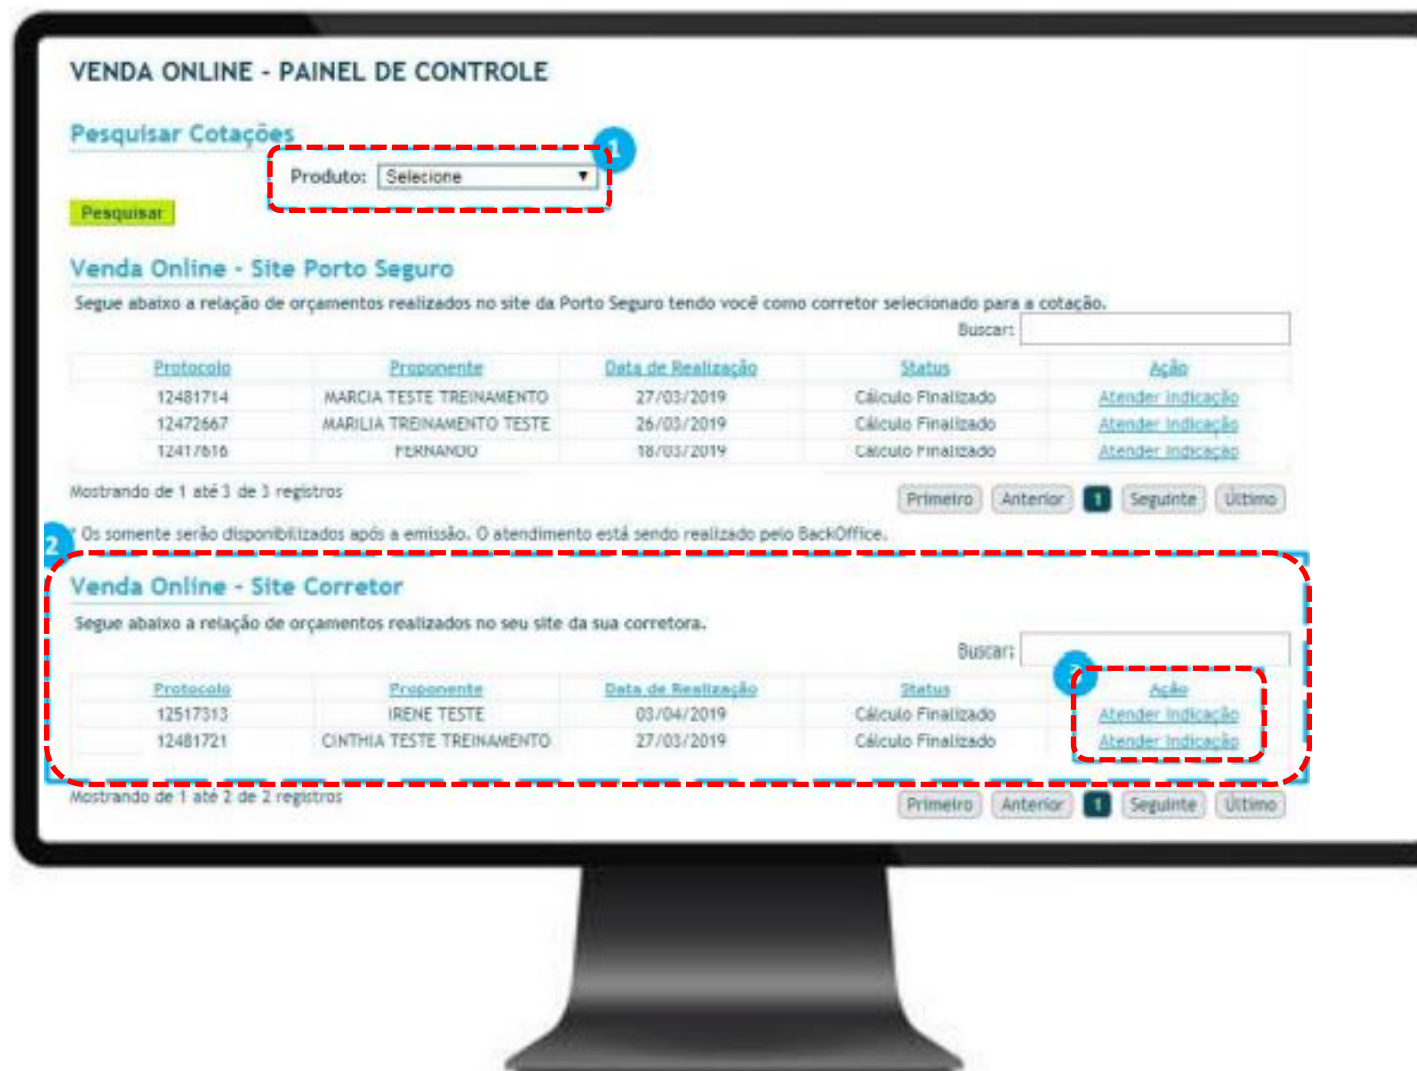 VENDA ONLINE - PAINEL DE CONTROLE
Pesquisar Cotações
1
Produto: Selecione
Pesquisar
Venda Online - Site Porto Seguro
Segue abaixo a relação de orçamentos realizados no site da Porto Seguro tendo você como corretor selecionado para a cotação.
Buscar:
Protocolo Proponente Data de Realização Status Ação
12481714 MARCIA TESTE TREINAMENTO 27/03/2019 Cálculo Finalizado Atender Indicação
12472667 MARILIA TREINAMENTO TESTE 26/03/2019 Cálculo Finalizado Atender Indicação
12417616 FERNANDO 18/03/2019 Cálculo Finalizado Atender Indicação
Mostrando de 1 até 3 de 3 registros Primeiro Anterior 1 Seguinte Último
2
* Os somente serão disponibilizados após a emissão. O atendimento está sendo realizado pelo BackOffice.
Venda Online - Site Corretor
Segue abaixo a relação de orçamentos realizados no seu site da sua corretora.
Buscar:
Protocolo Proponente Data de Realização Status Ação
12517313 IRENE TESTE 03/04/2019 Cálculo Finalizado Atender Indicação
12481721 CINTHIA TESTE TREINAMENTO 27/03/2019 Cálculo Finalizado Atender Indicação
Mostrando de 1 até 2 de 2 registros Primeiro Anterior 1 Seguinte Último